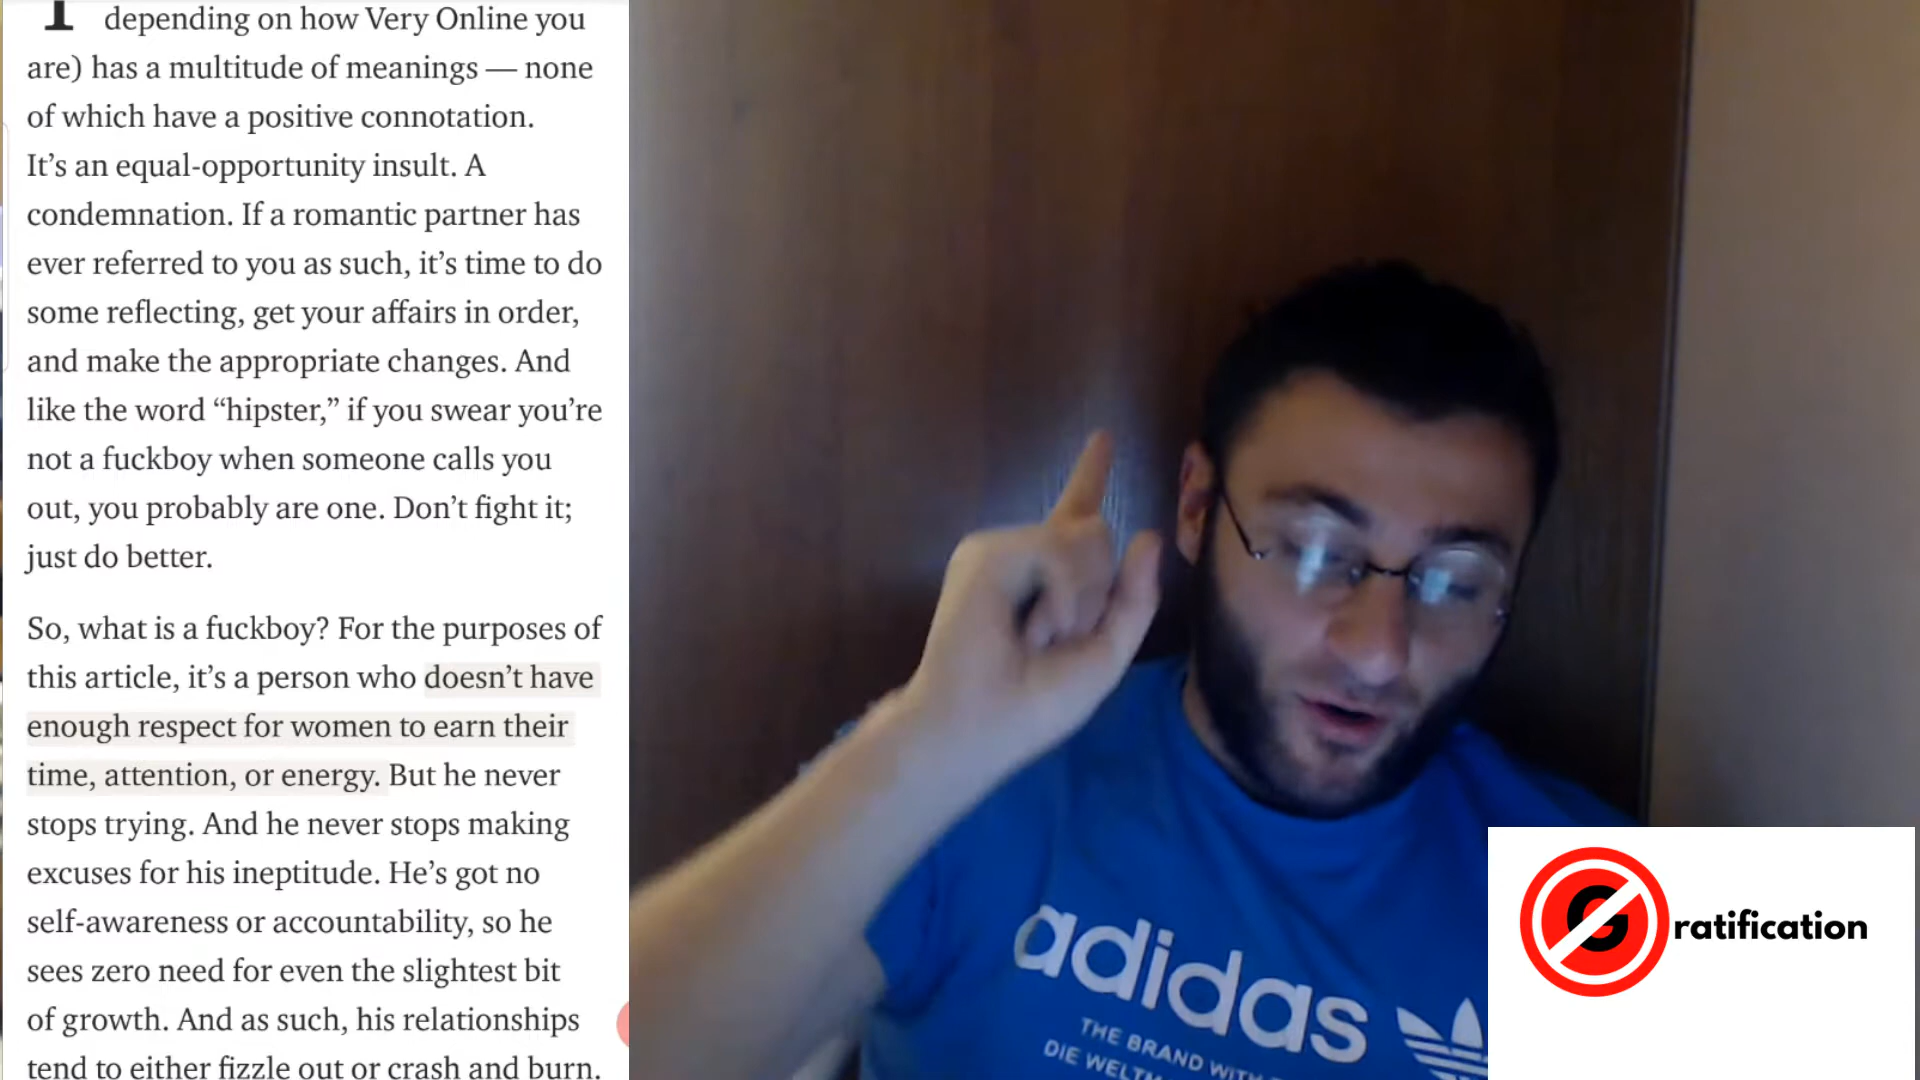 depending on how Very Online you
are) has a multitude of meanings — none
of which have a positive connotation.
It’s an equal-opportunity insult. A
condemnation. If a romantic partner has
ever referred to you as such, it’s time to do
some reflecting, get your affairs in order,
and make the appropriate changes. And
like the word “hipster,” if you swear you’re
not a fuckboy when someone calls you
out, you probably are one. Don’t fight it;
just do better.
So, what is a fuckboy? For the purposes of
this article, it’s a person who doesn’t have
enough respect for women to earn their
time, attention, or energy. But he never
stops trying. And he never stops making
excuses for his ineptitude. He’s got no
self-awareness or accountability, so he
sees zero need for even the slightest bit
of growth. And as such, his relationships
tend to either fizzle out or crash and burn.
adidas
THE BRAND WITH
DIE
Gratification